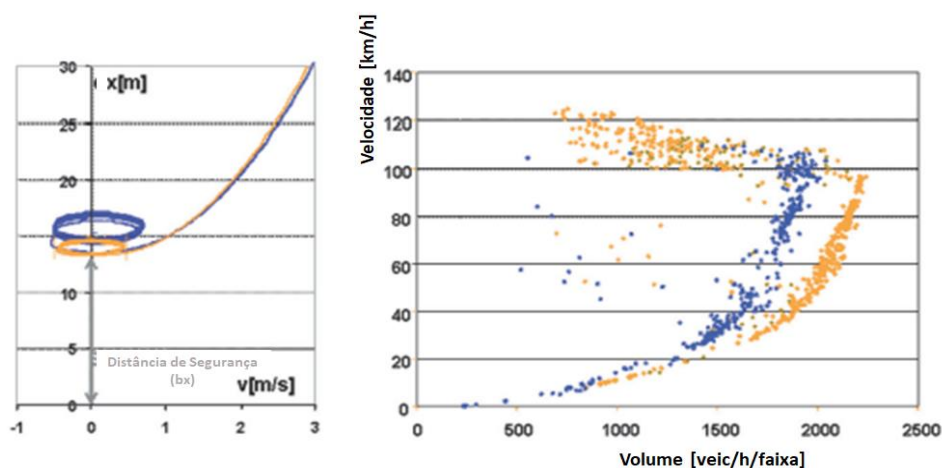 30
x[m]
25
20
15
10
5
0
Distância de Segurança
(bx)
v[m/s]
-1 0 1 2 3
Velocidade [km/h]
140
120
100
80
60
40
20
0
0 500 1000 1500 2000 2500
Volume [veic/h/faixa]